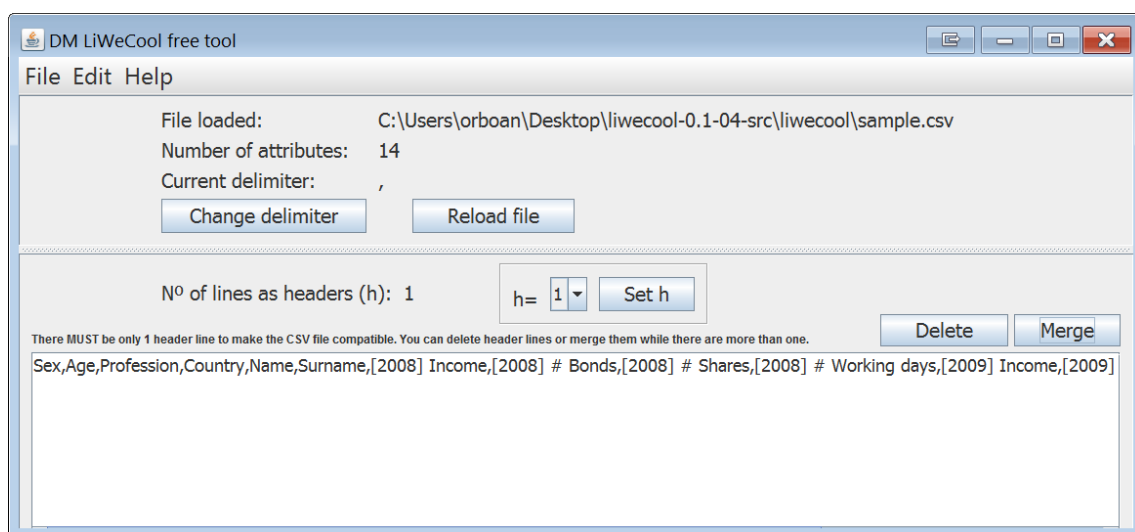 DM LiWeCool free tool
File Edit Help
File loaded: C:\Users\orboan\Desktop\liwecool-0.1-04-src\liwecool\sample.csv
Number of attributes: 14
Current delimiter: ,
Change delimiter Reload file
Nº of lines as headers (h): 1 h= 1 Set h
Delete Merge
There MUST be only 1 header line to make the CSV file compatible. You can delete header lines or merge them while there are more than one.
Sex,Age,Profession,Country,Name,Surname,[2008] Income,[2008] # Bonds,[2008] # Shares,[2008] # Working days,[2009] Income,[2009]